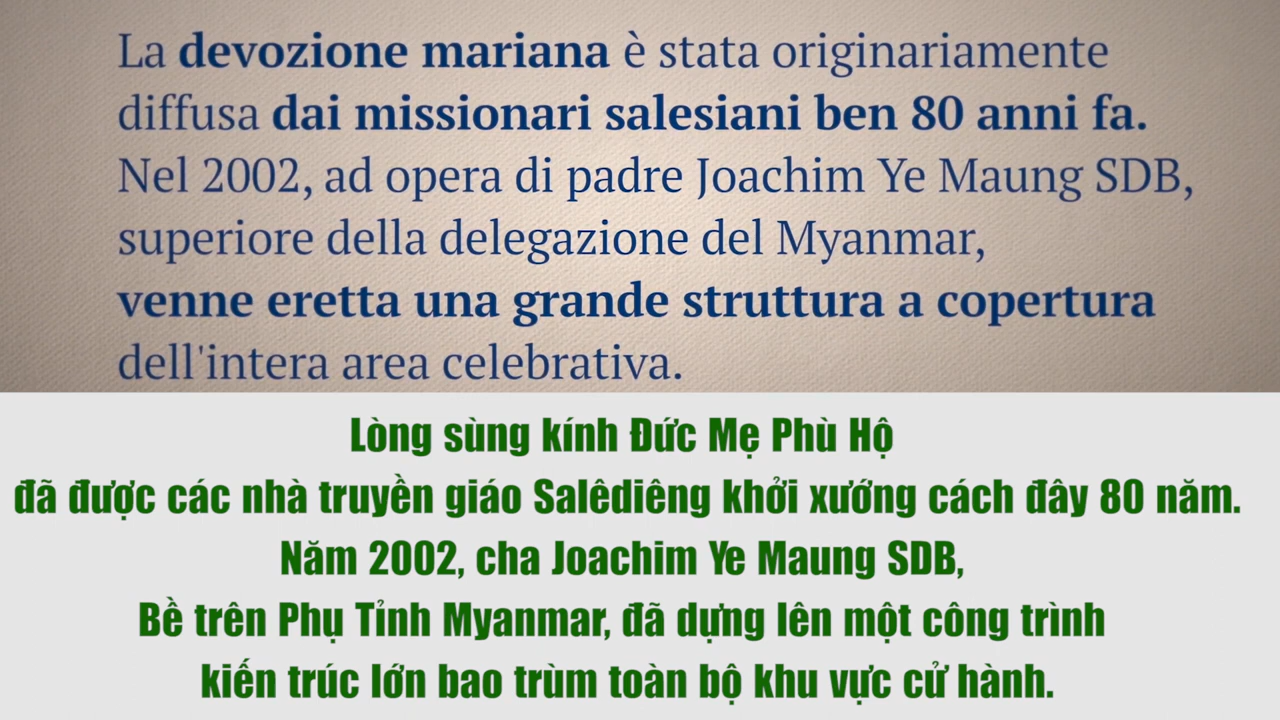 La devozione mariana è stata originariamente
diffusa dai missionari salesiani ben 80 anni fa.
Nel 2002, ad opera di padre Joachim Ye Maung SDB,
superiore della delegazione del Myanmar,
venne eretta una grande struttura a copertura
dell'intera area celebrativa.
Lòng sùng kính Đức Mẹ Phù Hộ
đã được các nhà truyền giáo Salêdiêng khởi xướng cách đây 80 năm.
Năm 2002, cha Joachim Ye Maung SDB,
Bề trên Phụ Tỉnh Myanmar, đã dựng lên một công trình
kiến trúc lớn bao trùm toàn bộ khu vực cử hành.